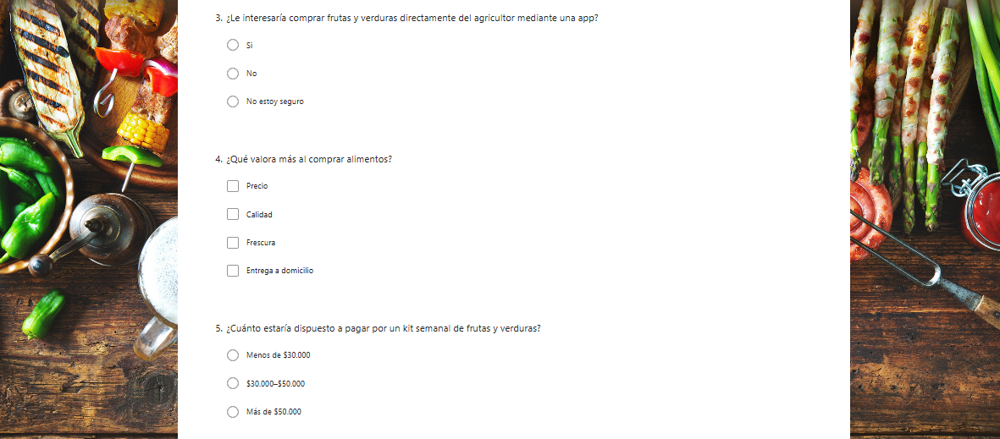 3. ¿Le interesaría comprar frutas y verduras directamente del agricultor mediante una app?
Si
No
No estoy seguro
4. ¿Qué valora más al comprar alimentos?
Precio
Calidad
Frescura
Entrega a domicilio
5. ¿Cuánto estaría dispuesto a pagar por un kit semanal de frutas y verduras?
Menos de $30.000
$30.000–$50.000
Más de $50.000